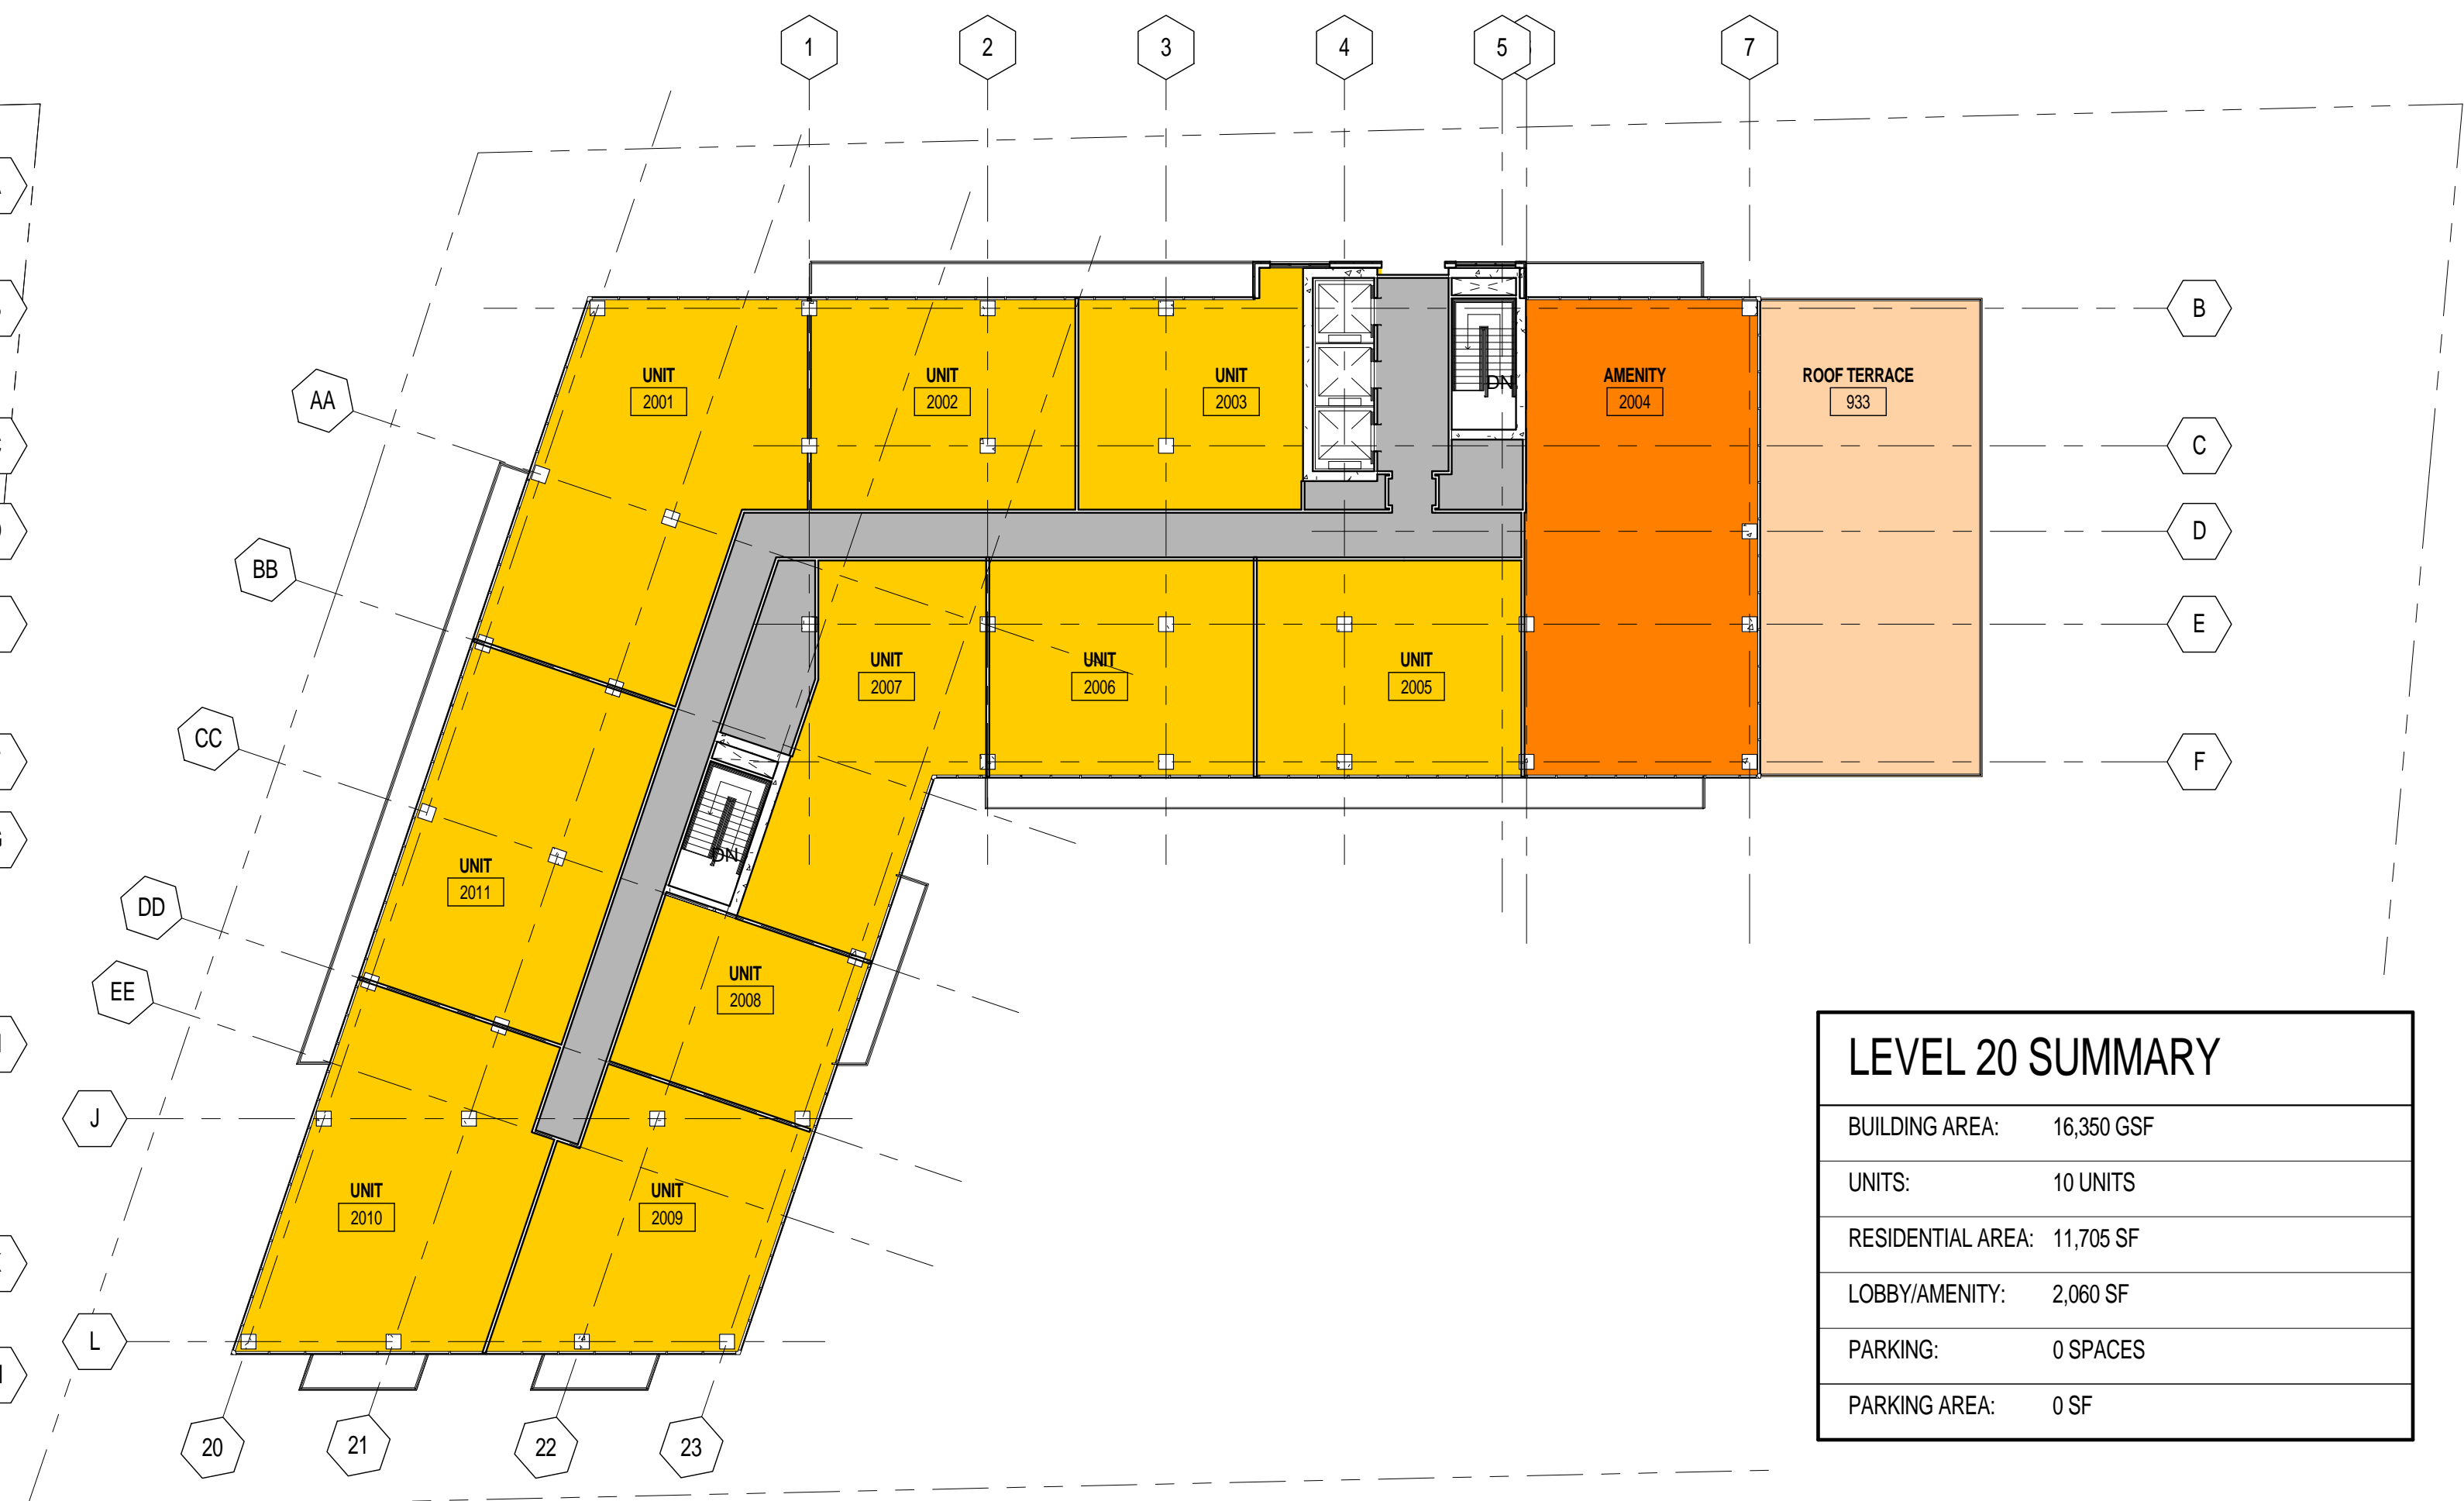 1
2
3
4
5
7
B
AA
UNIT
2001
UNIT
2002
UNIT
2003
DN
AMENITY
2004
ROOF TERRACE
933
C
D
BB
E
UNIT
2007
UNIT
2006
UNIT
2005
CC
F
DN
UNIT
2011
DD
UNIT
2008
EE
J
UNIT
2010
UNIT
2009
L
20
21
22
23
LEVEL 20 SUMMARY
BUILDING AREA: 16,350 GSF
UNITS: 10 UNITS
RESIDENTIAL AREA: 11,705 SF
LOBBY/AMENITY: 2,060 SF
PARKING: 0 SPACES
PARKING AREA: 0 SF